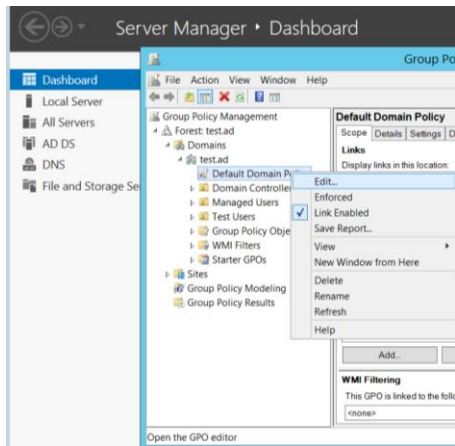 Server Manager ‣ Dashboard
Dashboard
Local Server
All Servers
AD DS
DNS
File and Storage Se
Group Po
File Action View Window Help
Group Policy Management
Forest: test.ad
Domains
test.ad
Default Domain Po
Domain Controlle
Managed Users
Test Users
Group Policy Obje
WMI Filters
Starter GPOs
Sites
Group Policy Modeling
Group Policy Results
Default Domain Policy
Scope Details Settings D
Links
Display links in this location:
Edit...
Enforced
Link Enabled
Save Report...
View
New Window from Here
Delete
Rename
Refresh
Help
Add...
WMI Filtering
This GPO is linked to the follo
<none>
Open the GPO editor